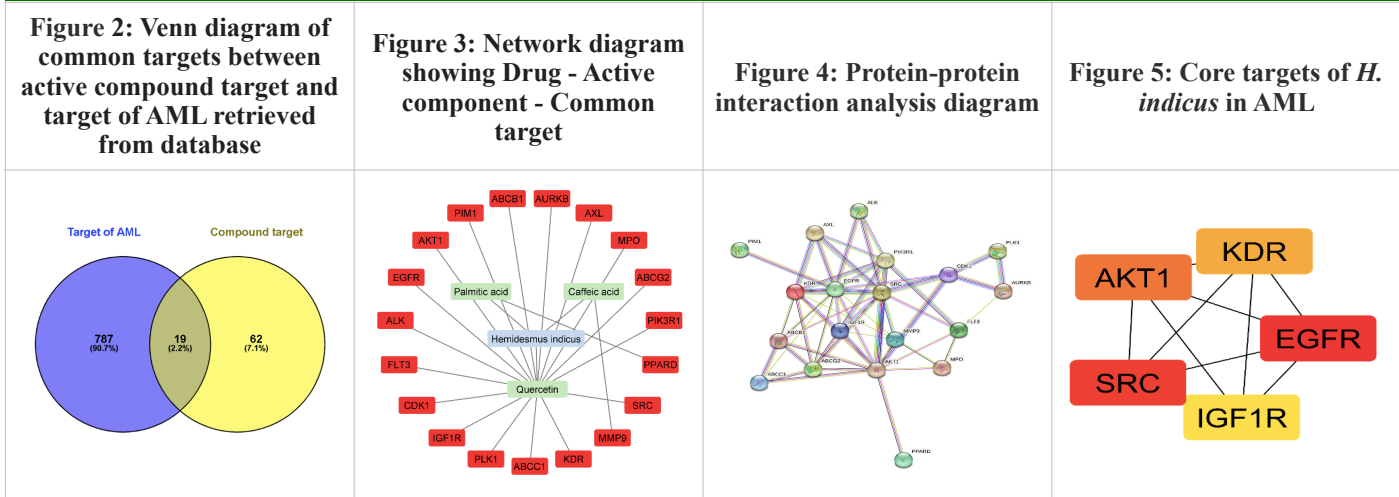 Figure 2: Venn diagram of
common targets between
active compound target and
target of AML retrieved
from database
Figure 3: Network diagram
showing Drug - Active
component - Common
target
Figure 4: Protein-protein
interaction analysis diagram
Figure 5: Core targets of H.
indicus in AML
Target of AML
Compound target
787
(90.7%)
19
(2.2%)
62
(7.1%)
ABCB1
AURKB
PIM1
AXL
AKT1
MPO
EGFR
ABCG2
Palmitic acid
Caffeic acid
ALK
PIK3R1
Hemidesmus indicus
FLT3
PPARD
Quercetin
CDK1
SRC
IGF1R
MMP9
PLK1
ABCC1
KDR
ALK
AXL
PIM1
PLK1
PIK3R1
CDK1
KDR
EGFR
SRC
AURKB
IGF1R
FLT3
ABCB1
MMP9
ABCG2
AKT1
MPO
ABCC1
PPARD
KDR
AKT1
EGFR
SRC
IGF1R